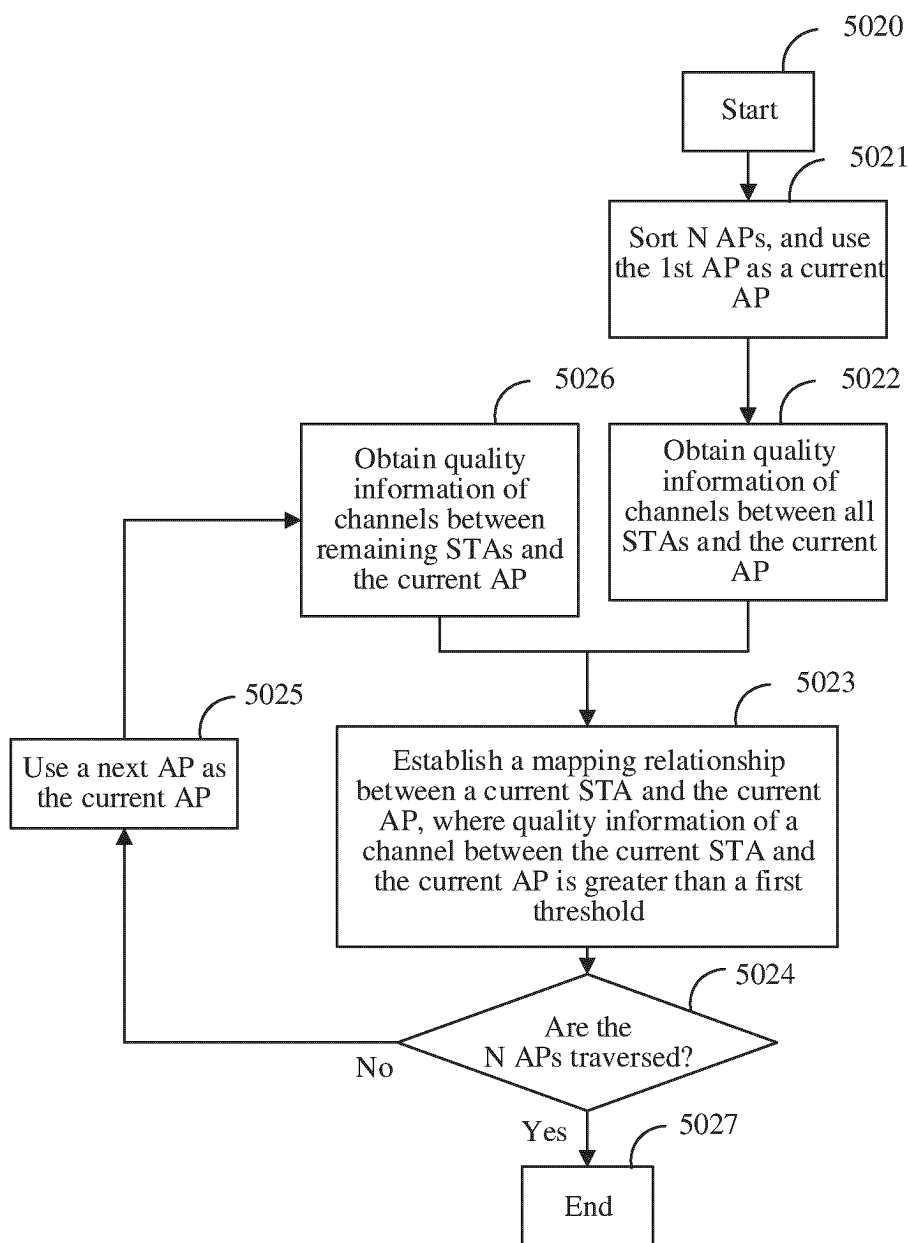 5020
Start
5021
Sort N APs, and use
the 1st AP as a current
AP
5026
5022
Obtain quality
information of
channels between
remaining STAs and
the current AP
Obtain quality
information of
channels between all
STAs and the current
AP
5025
5023
Use a next AP as
the current AP
Establish a mapping relationship
between a current STA and the current
AP, where quality information of a
channel between the current STA and
the current AP is greater than a first
threshold
5024
Are the
N APs traversed?
No
Yes
5027
End